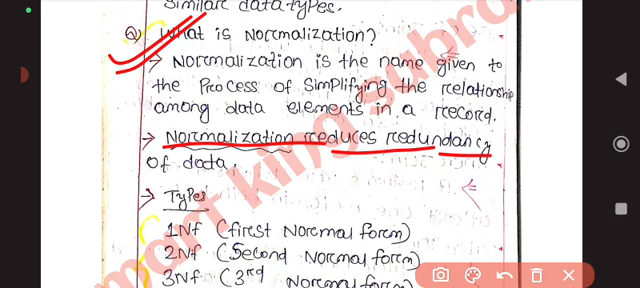 Similar datatypes.
Q) What is Normalization?
→ Normalization is the name given to
the Process of Simplifying the relationship
among data elements in a record.
→ Normalization reduces redundancy
of data.
→ Types
1Nf (first Normal form)
2Nf (Second Normal form)
3Nf (3rd Normal form)